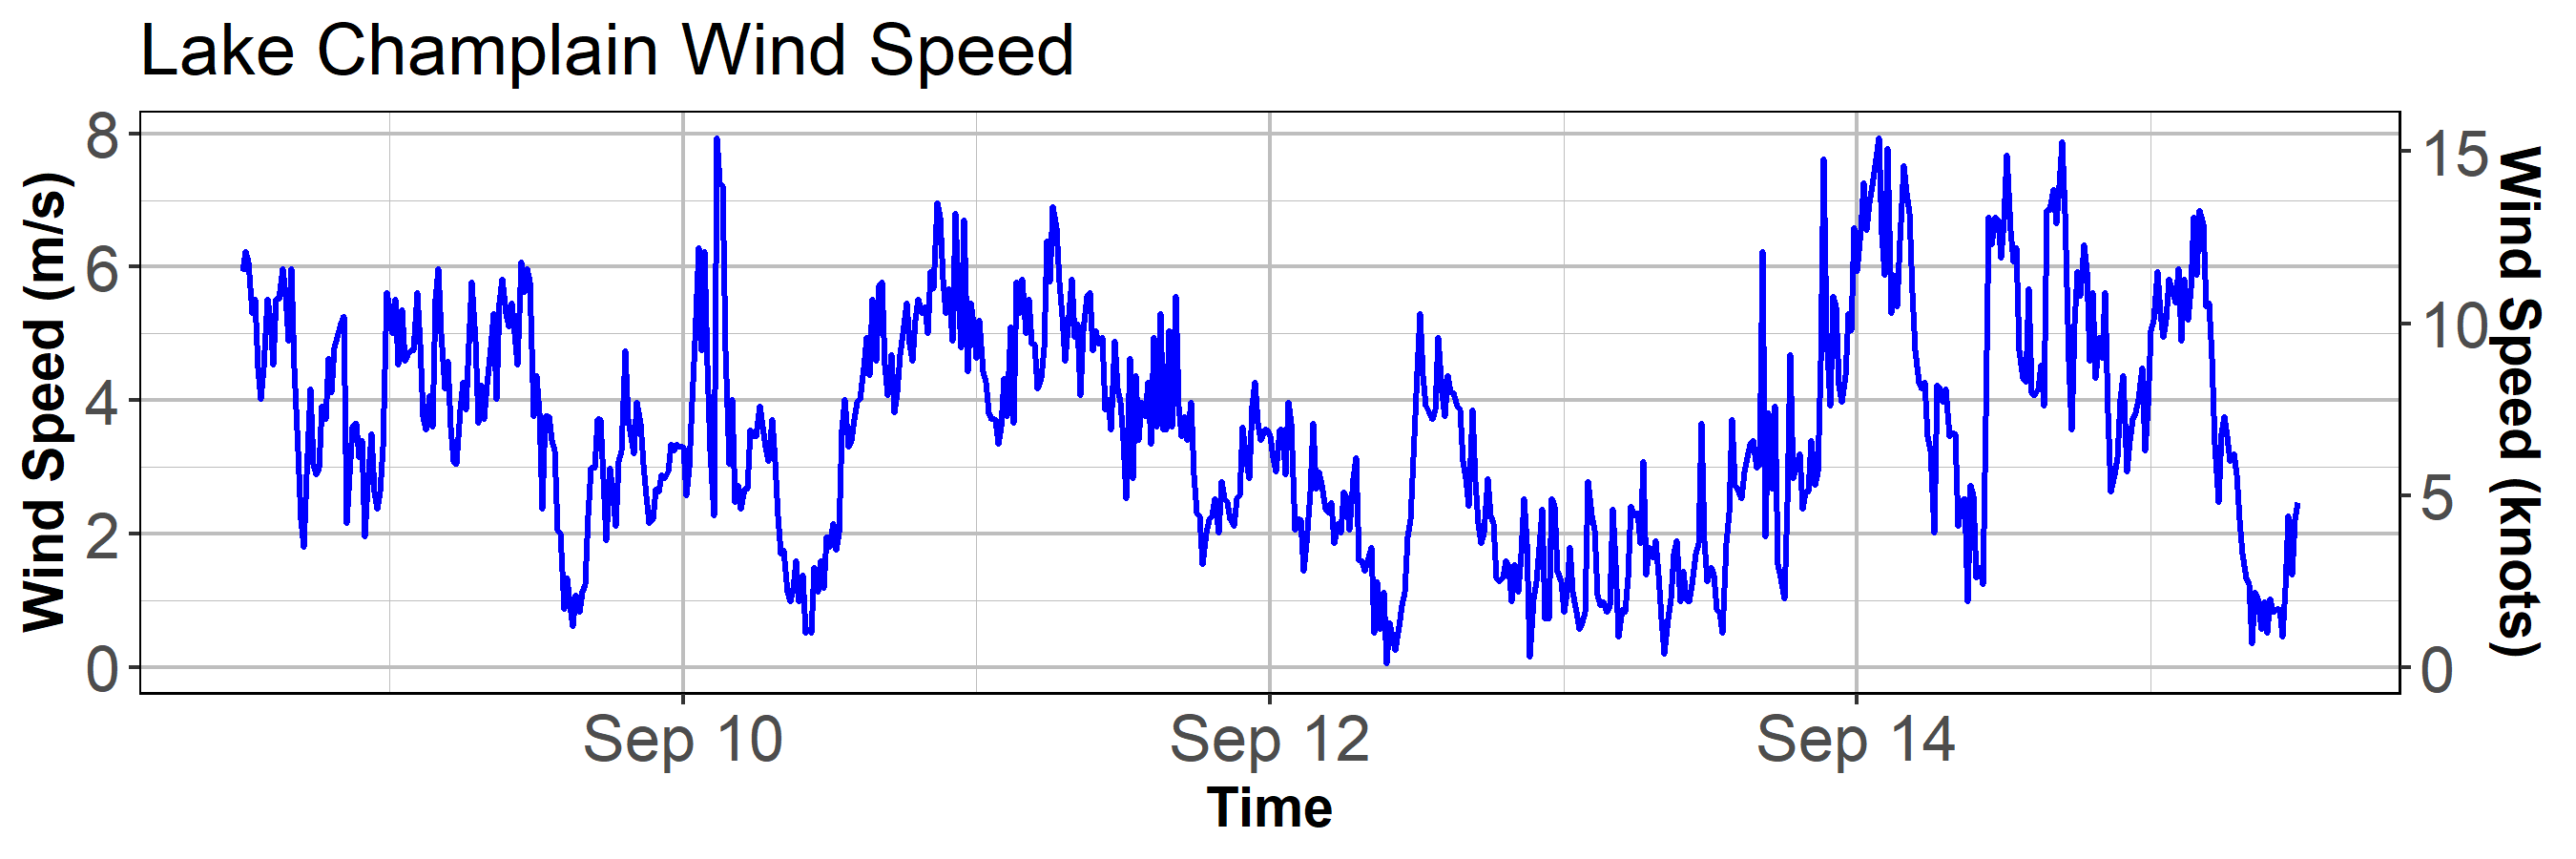 Lake Champlain Wind Speed
Wind Speed (m/s)
8
6
4
2
0
15
10
5
0
Wind Speed (knots)
Sep 10
Sep 12
Sep 14
Time